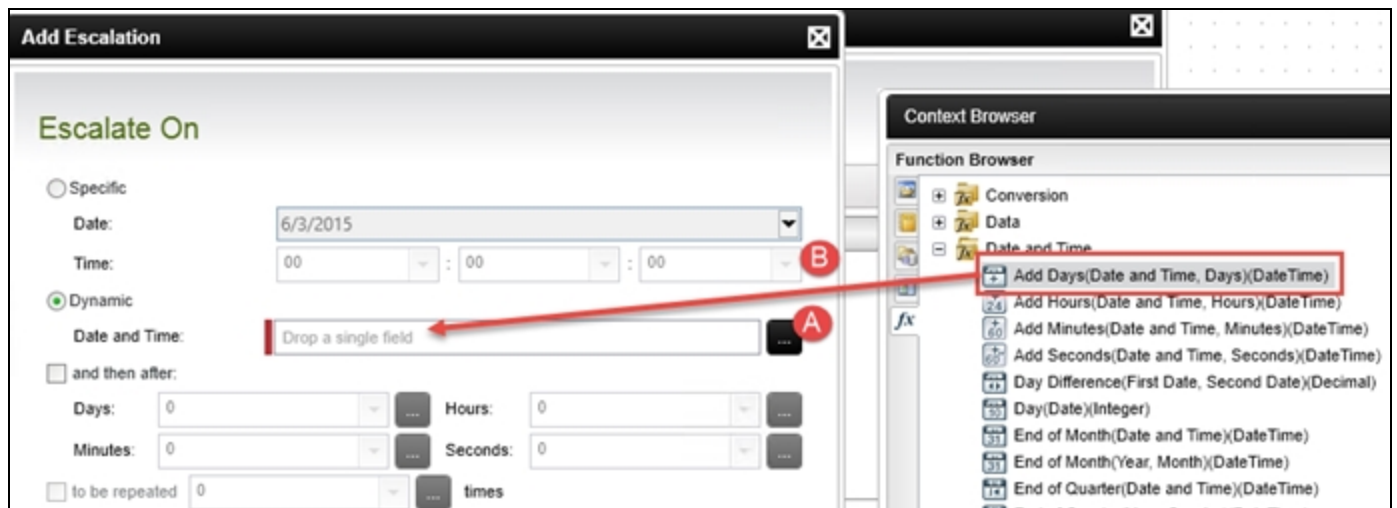 Add Escalation
Escalate On
Specific
Date: 6/3/2015
Time: 00 : 00 : 00
B
Dynamic
Date and Time: Drop a single field ...
A
and then after:
Days: 0 ... Hours: 0 ...
Minutes: 0 ... Seconds: 0 ...
to be repeated 0 ... times
Context Browser
Function Browser
Conversion
Data
Date and Time
Add Days(Date and Time, Days)(DateTime)
Add Hours(Date and Time, Hours)(DateTime)
Add Minutes(Date and Time, Minutes)(DateTime)
Add Seconds(Date and Time, Seconds)(DateTime)
Day Difference(First Date, Second Date)(Decimal)
Day(Date)(Integer)
End of Month(Date and Time)(DateTime)
End of Month(Year, Month)(DateTime)
End of Quarter(Date and Time)(DateTime)
fx